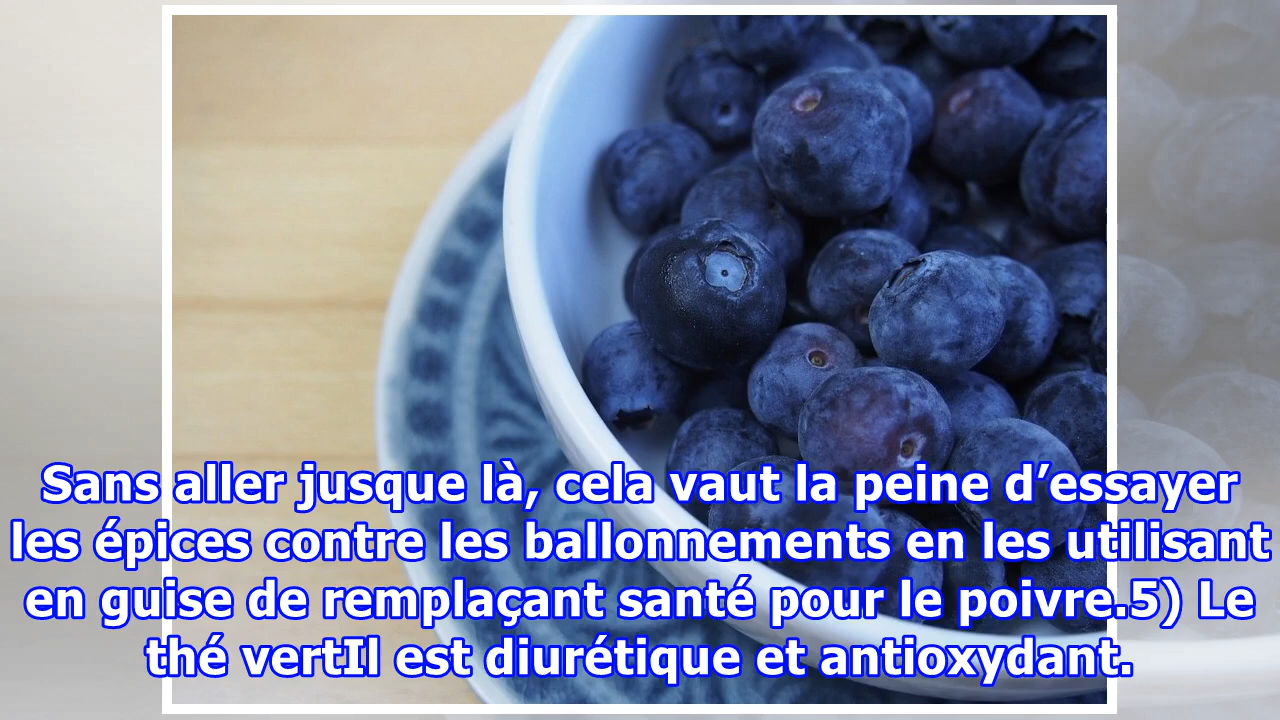 Sans aller jusque là, cela vaut la peine d’essayer
les épices contre les ballonnements en les utilisant
en guise de remplaçant santé pour le poivre.5) Le
thé vertIl est diurétique et antioxydant.